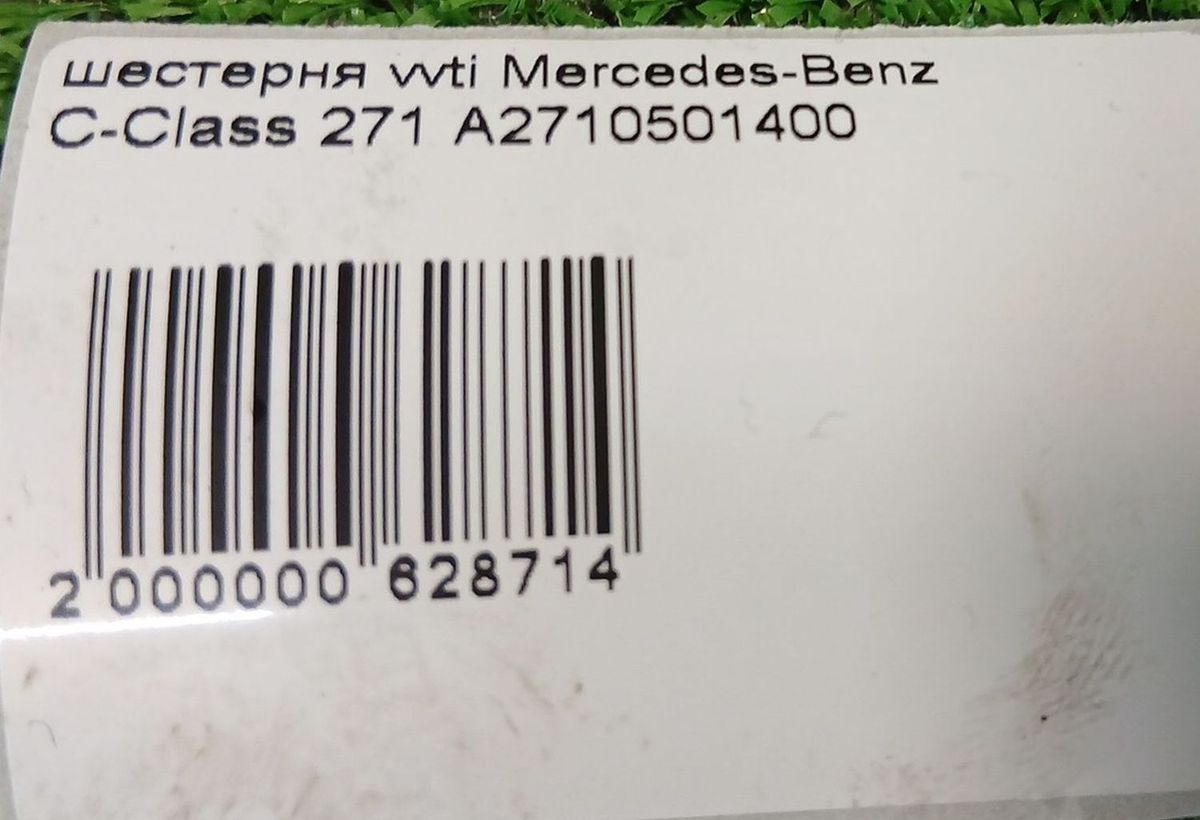 шестерня vvti Mercedes-Benz
C-Class 271 A2710501400
2 000000 628714